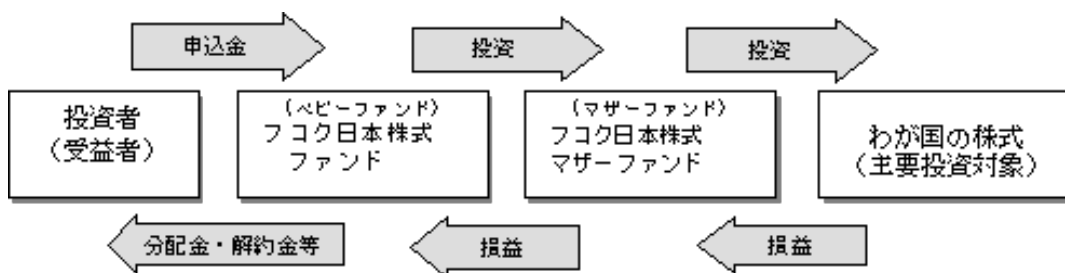 申込金
投資
投資
投資者
（受益者）
（ベビーファンド）
フコク日本株式
ファンド
（マザーファンド）
フコク日本株式
マザーファンド
わが国の株式
（主要投資対象）
分配金・解約金等
損益
損益